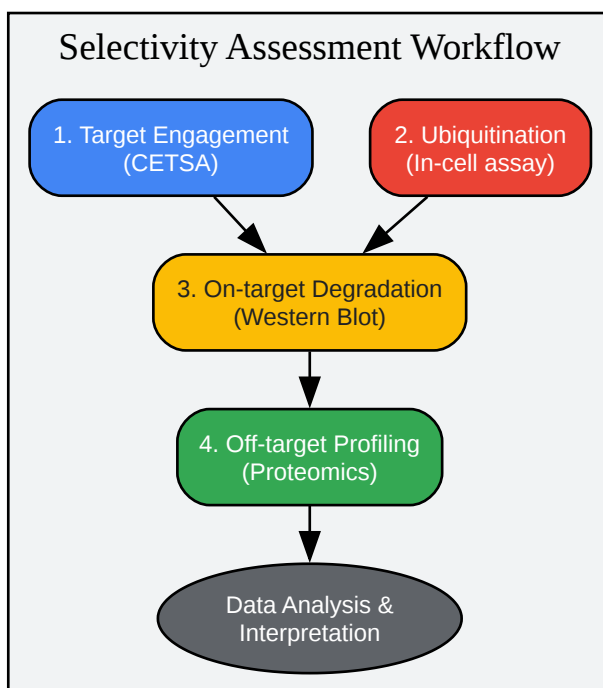 Selectivity Assessment Workflow
1. Target Engagement
(CETSA)
2. Ubiquitination
(In-cell assay)
3. On-target Degradation
(Western Blot)
4. Off-target Profiling
(Proteomics)
Data Analysis &
Interpretation